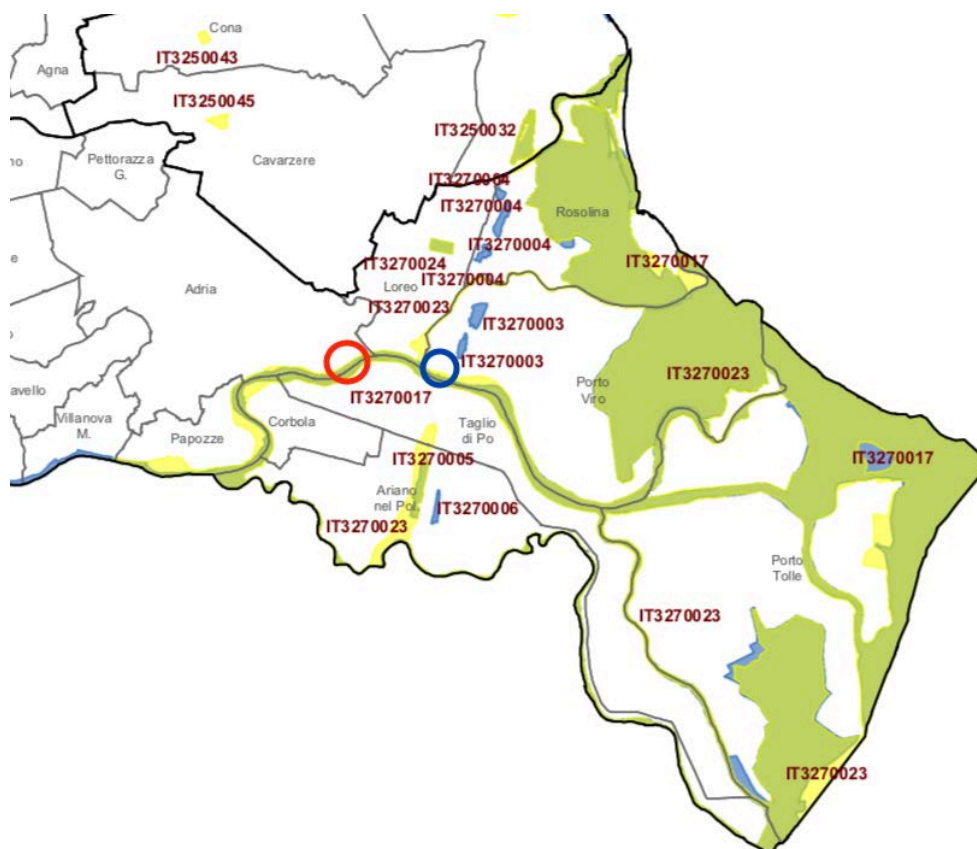 Cona
IT3250043
Agna
IT3250045
IT3250032
Pettorazza
G.
Cavarzere
IT3270004
IT3270004
Rosolina
IT3270004
IT3270017
IT3270024
IT3270004
Adria
Loreo
IT3270023
IT3270003
IT3270003
IT3270023
avello
IT3270017
Porto
Viro
Villanova
M.
Papozze
Corbola
Taglio
di Po
IT3270005
IT3270017
Ariano
nel Pol.
IT3270006
IT3270023
Porto
Tolle
IT3270023
IT3270023